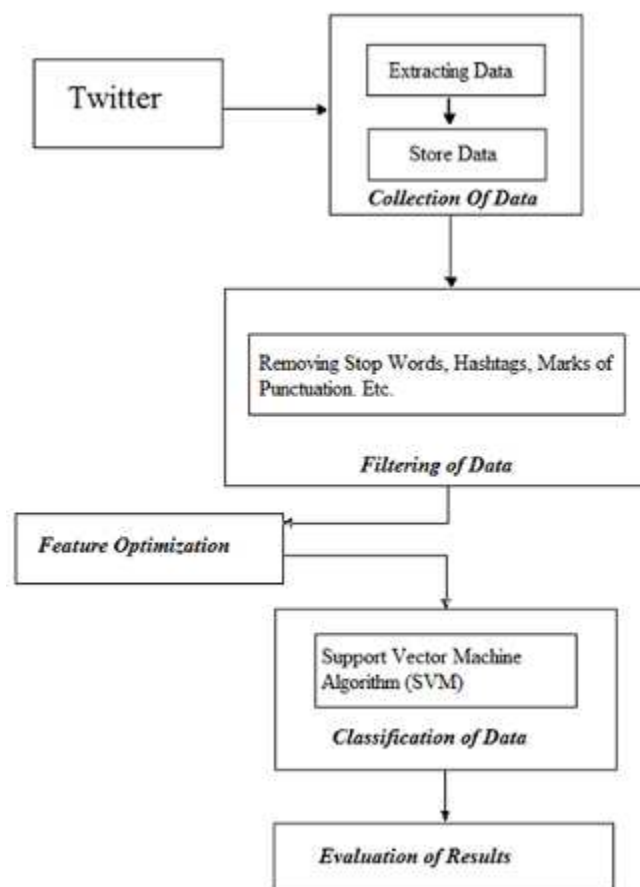 Twitter
Extracting Data
Store Data
Collection Of Data
Removing Stop Words, Hashtags, Marks of
Punctuation. Etc.
Filtering of Data
Feature Optimization
Support Vector Machine
Algorithm (SVM)
Classification of Data
Evaluation of Results